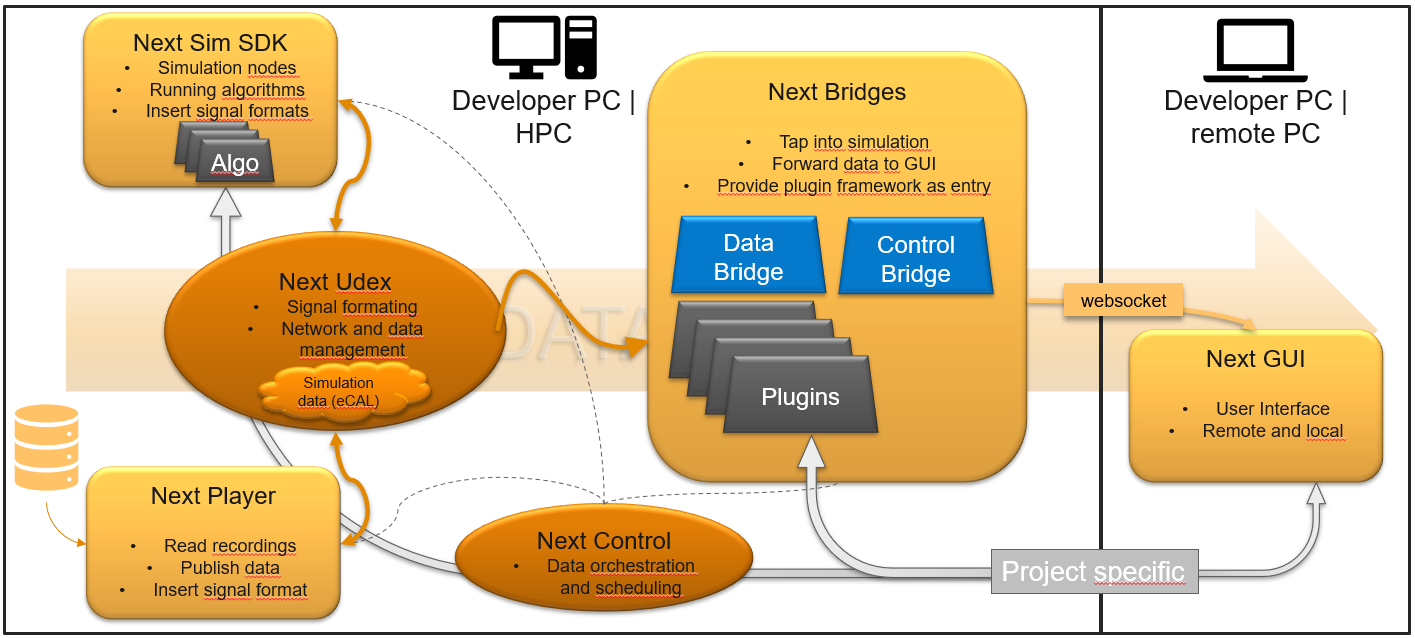 Next Sim SDK
• Simulation nodes
• Running algorithms
• Insert signal formats
Algo
Developer PC |
HPC
Next Bridges
• Tap into simulation
• Forward data to GUI
• Provide plugin framework as entry
Data
Bridge
Control
Bridge
Plugins
Developer PC |
remote PC
Next Udex
• Signal formating
• Network and data
management
Simulation
data (eCAL)
DATA
websocket
Next GUI
• User Interface
• Remote and local
Next Player
• Read recordings
• Publish data
• Insert signal format
Next Control
• Data orchestration
and scheduling
Project specific